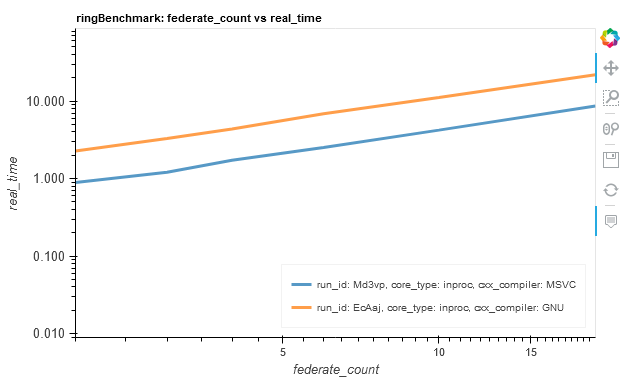 ringBenchmark: federate_count vs real_time
10.000
1.000
0.100
0.010
real_time
5
10
15
federate_count
run_id: Md3vp, core_type: inproc, cxx_compiler: MSVC
run_id: EcAaj, core_type: inproc, cxx_compiler: GNU